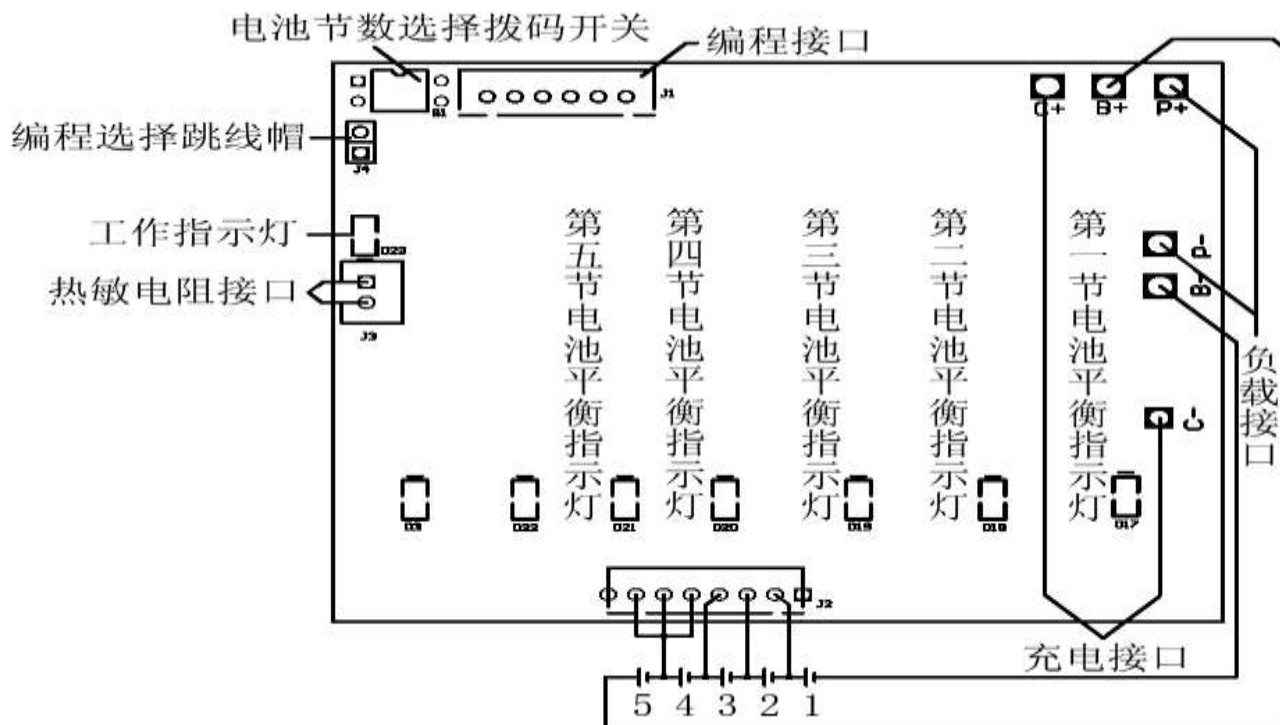 电池节数选择拨码开关
编程接口
J1
S1
C+
B+
P+
编程选择跳线帽
J4
工作指示灯
D23
热敏电阻接口
J3
第五节电池平衡指示灯
第四节电池平衡指示灯
第三节电池平衡指示灯
第二节电池平衡指示灯
第一节电池平衡指示灯
P-
B-
C-
负载接口
D22
D21
D20
D19
D18
D17
J2
充电接口
5 4 3 2 1